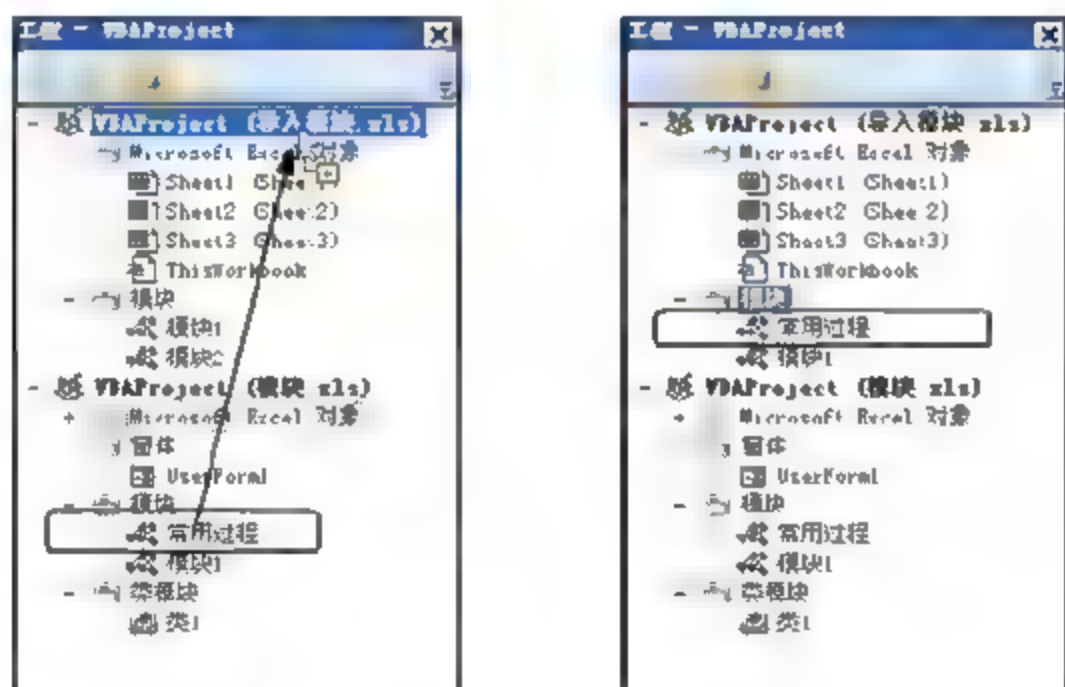 工程 - VBAProject
VBAProject (导入模块.xls)
Microsoft Excel 对象
Sheet1
Sheet2 (Sheet2)
Sheet3 (Sheet3)
ThisWorkbook
模块
模块1
模块2
VBAProject (模块.xls)
Microsoft Excel 对象
窗体
UserForm1
模块
常用过程
模块1
类模块
类1
工程 - VBAProject
VBAProject (导入模块.xls)
Microsoft Excel 对象
Sheet1 (Sheet1)
Sheet2 (Sheet2)
Sheet3 (Sheet3)
ThisWorkbook
模块
常用过程
模块1
VBAProject (模块.xls)
Microsoft Excel 对象
窗体
UserForm1
模块
常用过程
模块1
类模块
类1